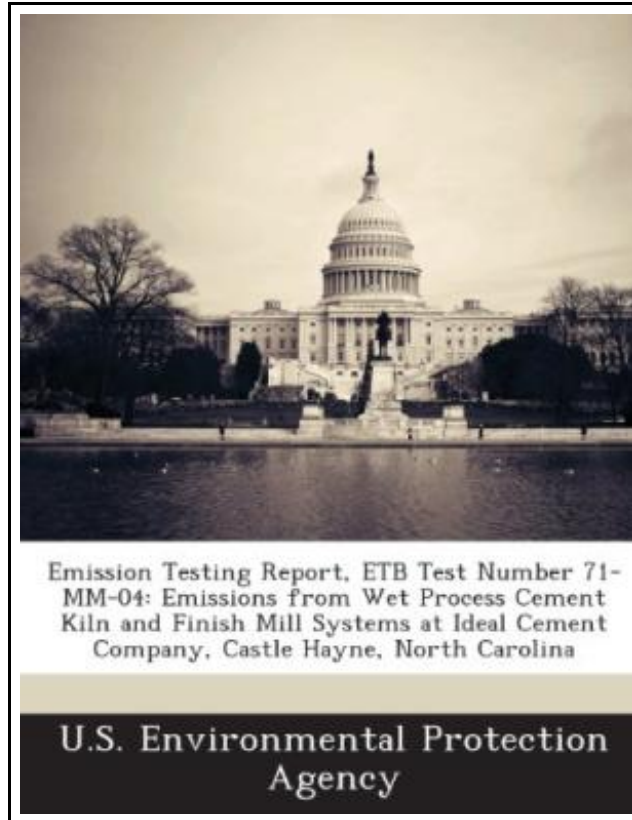 Emission Testing Report, ETB Test Number 71-
MM-04: Emissions from Wet Process Cement
Kiln and Finish Mill Systems at Ideal Cement
Company, Castle Hayne, North Carolina
U.S. Environmental Protection
Agency